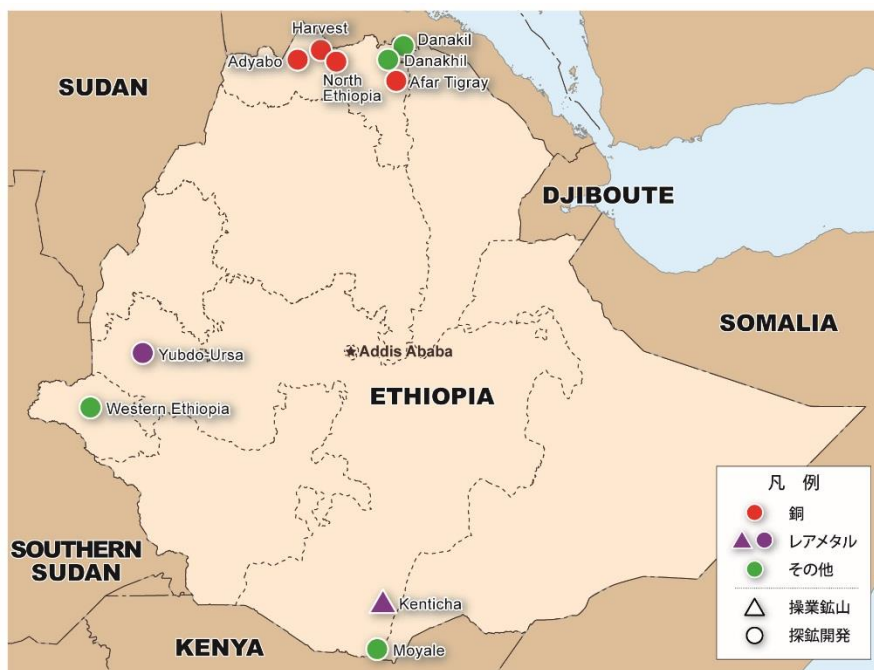 Harvest
Danakil
Adyabo
Danakhil
North
Ethiopia
Afar Tigray
SUDAN
DJIBOUTE
SOMALIA
Yubdo-Ursa
★Addis Ababa
ETHIOPIA
Western Ethiopia
凡 例
銅
レアメタル
その他
操業鉱山
探鉱開発
SOUTHERN
SUDAN
Kenticha
KENYA
Moyale